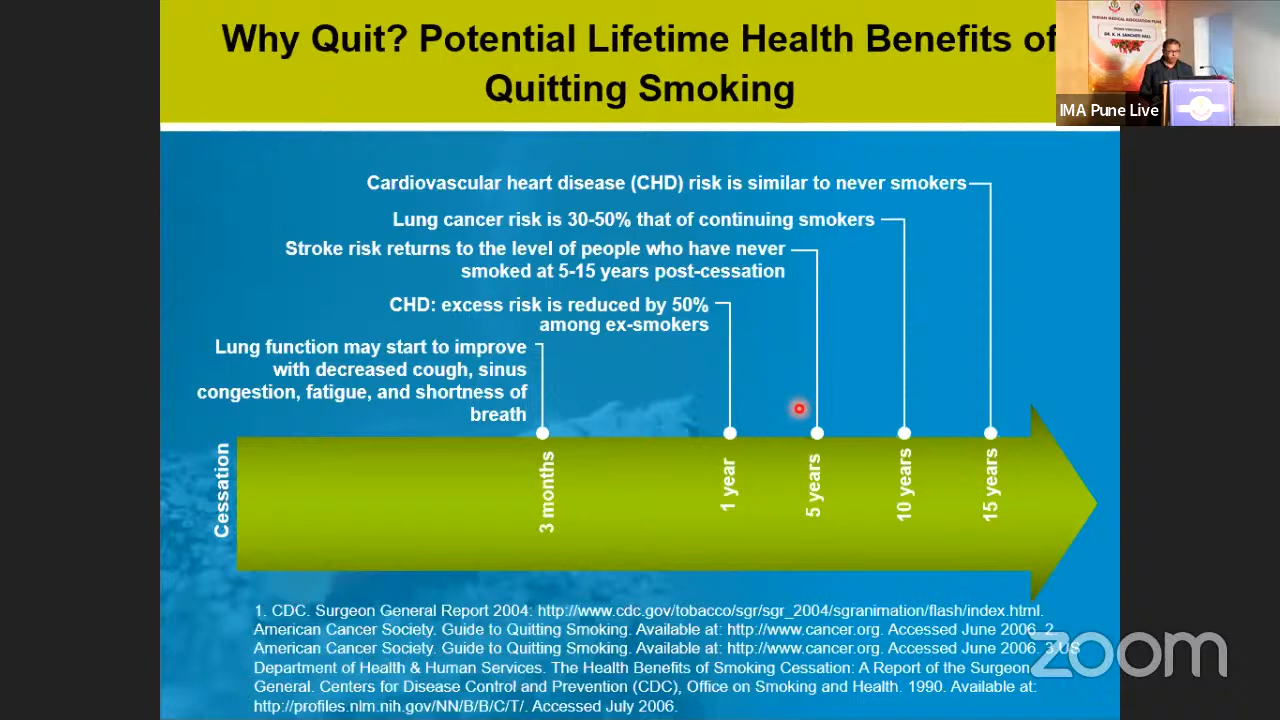 Why Quit? Potential Lifetime Health Benefits of
Quitting Smoking
INDIAN MEDICAL ASSOCIATION PUNE
DR. K. H. SANCHETI HALL
IMA Pune Live
Cardiovascular heart disease (CHD) risk is similar to never smokers
Lung cancer risk is 30-50% that of continuing smokers
Stroke risk returns to the level of people who have never
smoked at 5-15 years post-cessation
CHD: excess risk is reduced by 50%
among ex-smokers
Lung function may start to improve
with decreased cough, sinus
congestion, fatigue, and shortness of
breath
Cessation
3 months
1 year
5 years
10 years
15 years
1. CDC. Surgeon General Report 2004: http://www.cdc.gov/tobacco/sgr/sgr_2004/sgranimation/flash/index.html.
American Cancer Society. Guide to Quitting Smoking. Available at: http://www.cancer.org. Accessed June 2006. 2.
American Cancer Society. Guide to Quitting Smoking. Available at: http://www.cancer.org. Accessed June 2006. 3.US
Department of Health & Human Services. The Health Benefits of Smoking Cessation: A Report of the Surgeon
General. Centers for Disease Control and Prevention (CDC), Office on Smoking and Health. 1990. Available at:
http://profiles.nlm.nih.gov/NN/B/B/C/T/. Accessed July 2006.
zoom